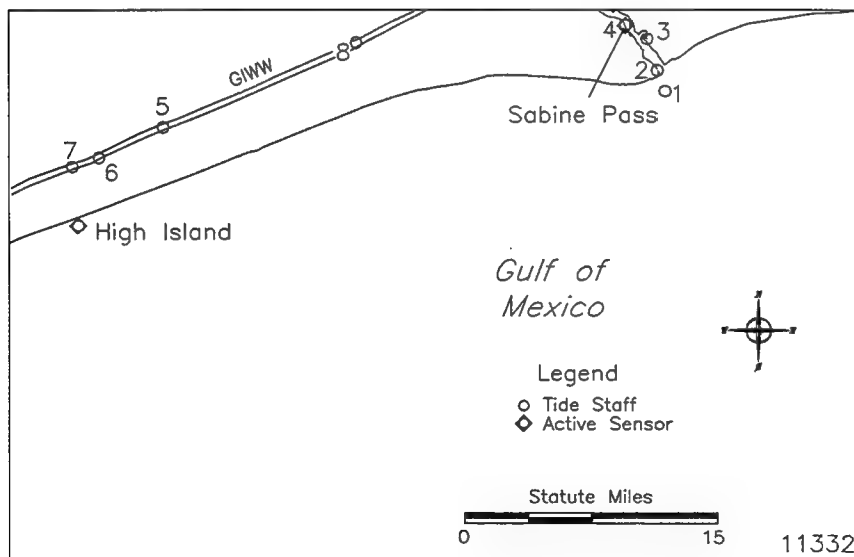 4
3
8
GIWW
2
1
5
Sabine Pass
7
6
High Island
Gulf of
Mexico
Legend
Tide Staff
Active Sensor
Statute Miles
0
15
11332